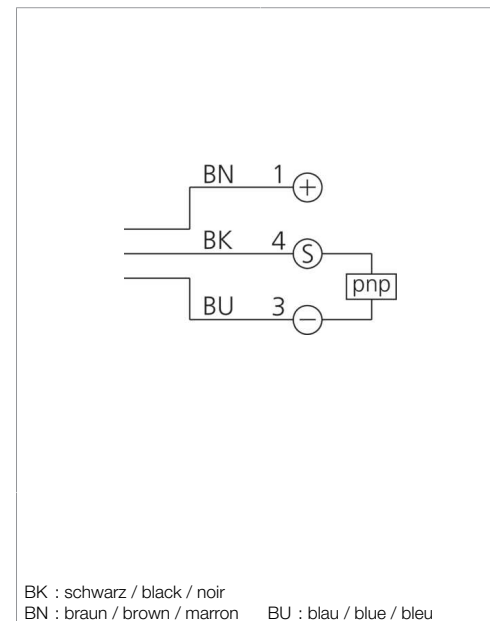 BN 1 +
BK 4 S
pnp
BU 3 −
BK : schwarz / black / noir
BN : braun / brown / marron BU : blau / blue / bleu